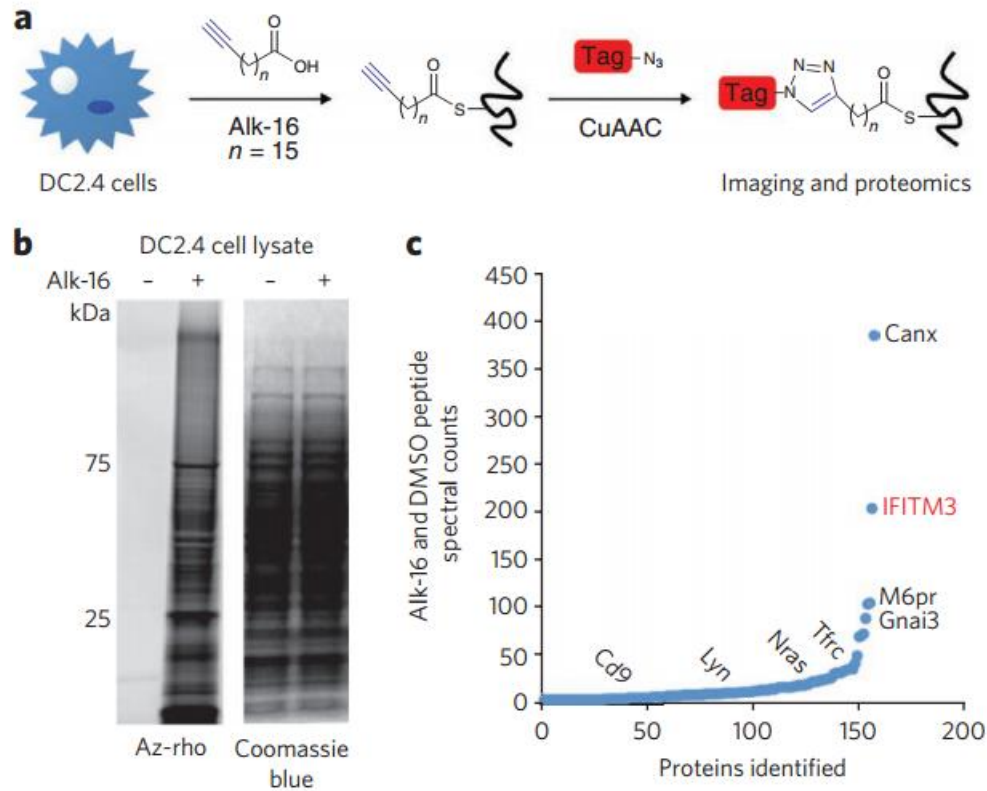 a
O
OH
n
Alk-16
n = 15
DC2.4 cells
O
S
n
Tag N₃
CuAAC
N=N
Tag N
O
S
n
Imaging and proteomics
b
DC2.4 cell lysate
Alk-16 – + – +
kDa
75
25
Az-rho
Coomassie
blue
c
Alk-16 and DMSO peptide
spectral counts
450
400
350
300
250
200
150
100
50
0
Canx
IFITM3
M6pr
Gnai3
Cd9
Lyn
Nras
Tfrc
0 50 100 150 200
Proteins identified